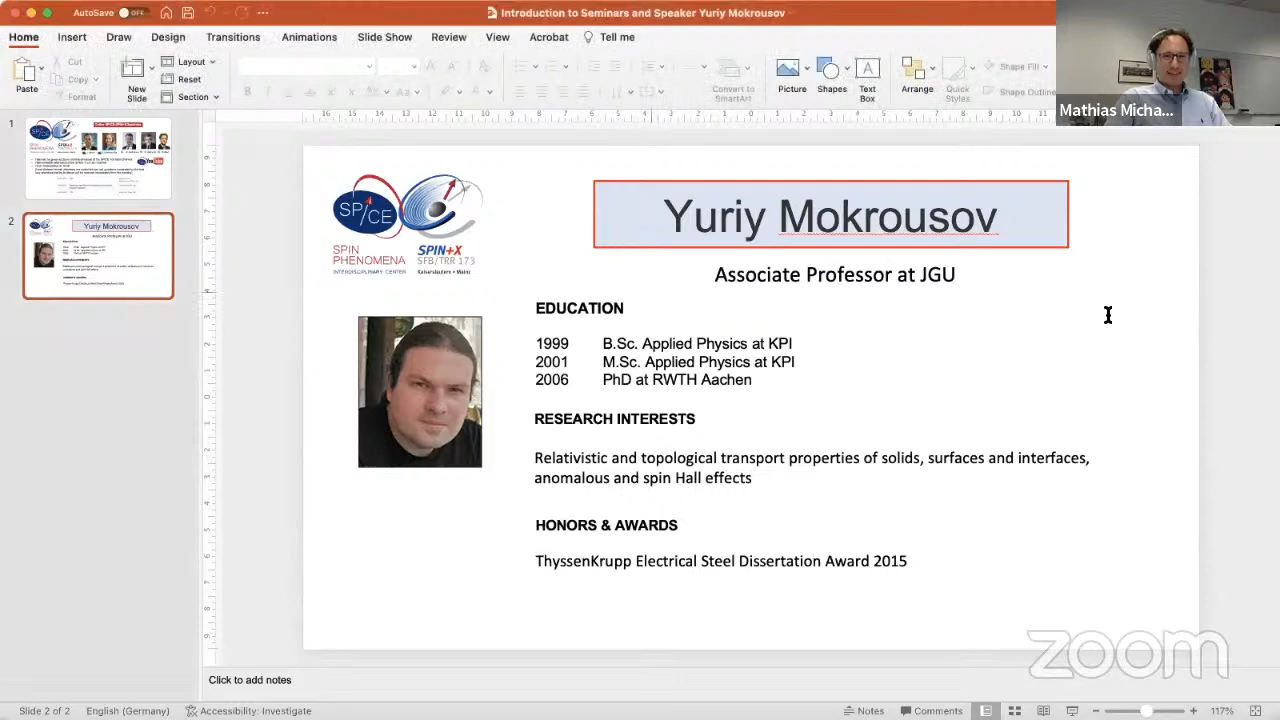 AutoSave OFF
Introduction to Seminars and Speaker Yuriy Mokrousov
Home Insert Draw Design Transitions Animations Slide Show Review View Acrobat Tell me
Paste
Cut
Copy
Format
New Slide
Layout
Reset
Section
Convert to SmartArt
Picture
Shapes
Text Box
Arrange
Quick Styles
Shape Fill
Shape Outline
Mathias Micha...
1
2
Yuriy Mokrousov
SPICE
SPIN PHENOMENA
INTERDISCIPLINARY CENTER
SPIN+X
SFB/TRR 173
Kaiserslautern • Mainz
Yuriy Mokrousov
Associate Professor at JGU
EDUCATION
1999 B.Sc. Applied Physics at KPI
2001 M.Sc. Applied Physics at KPI
2006 PhD at RWTH Aachen
RESEARCH INTERESTS
Relativistic and topological transport properties of solids, surfaces and interfaces,
anomalous and spin Hall effects
HONORS & AWARDS
ThyssenKrupp Electrical Steel Dissertation Award 2015
zoom
Click to add notes
Slide 2 of 2 English (Germany) Accessibility: Investigate Notes Comments 117%